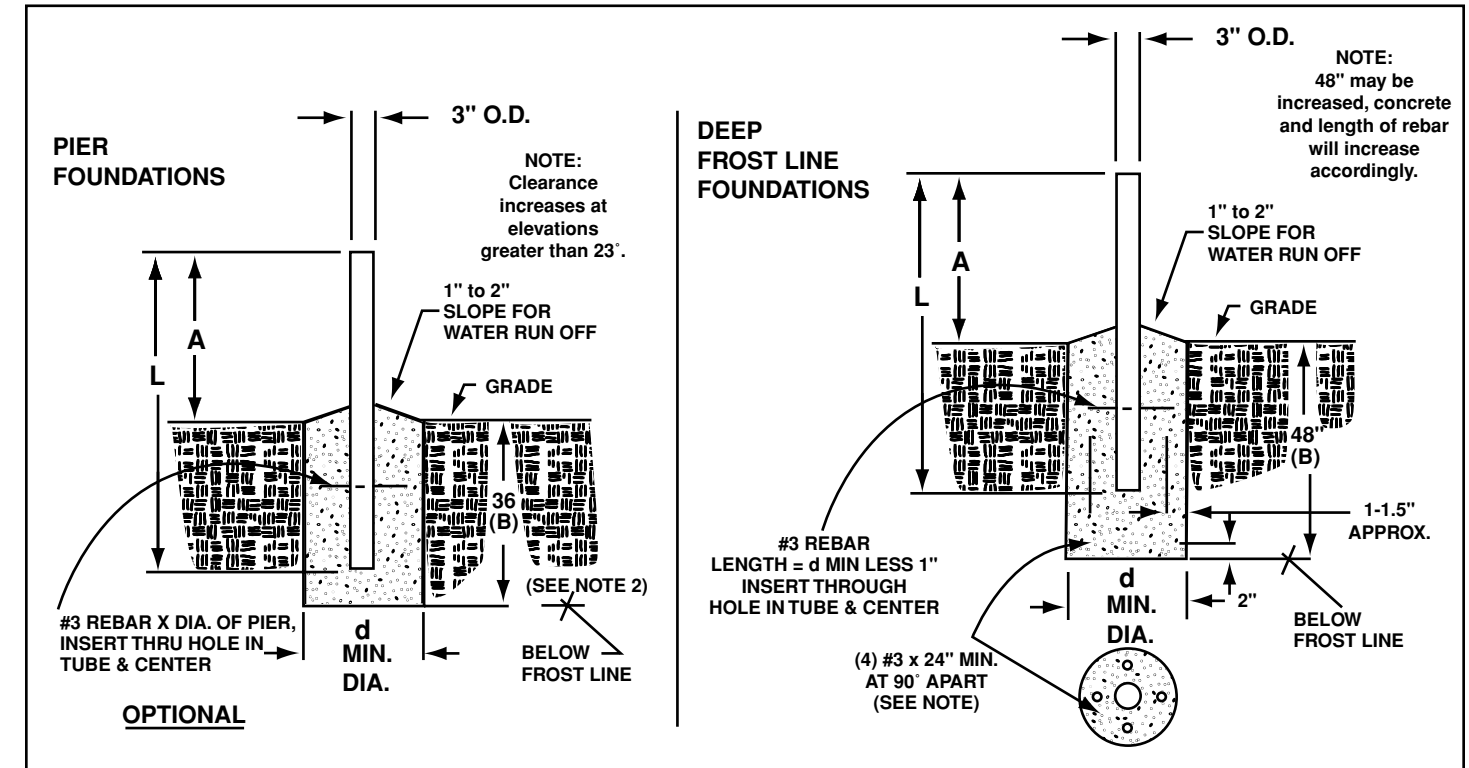 PIER
FOUNDATIONS
3" O.D.
NOTE:
Clearance
increases at
elevations
greater than 23˚.
1" to 2"
SLOPE FOR
WATER RUN OFF
A
L
GRADE
36
(B)
(SEE NOTE 2)
#3 REBAR X DIA. OF PIER,
INSERT THRU HOLE IN
TUBE & CENTER
d
MIN.
DIA.
BELOW
FROST LINE
OPTIONAL
DEEP
FROST LINE
FOUNDATIONS
3" O.D.
NOTE:
48" may be
increased, concrete
and length of rebar
will increase
accordingly.
1" to 2"
SLOPE FOR
WATER RUN OFF
A
L
GRADE
48"
(B)
1-1.5"
APPROX.
#3 REBAR
LENGTH = d MIN LESS 1"
INSERT THROUGH
HOLE IN TUBE & CENTER
d
MIN.
DIA.
2"
BELOW
FROST LINE
(4) #3 x 24" MIN.
AT 90˚ APART
(SEE NOTE)